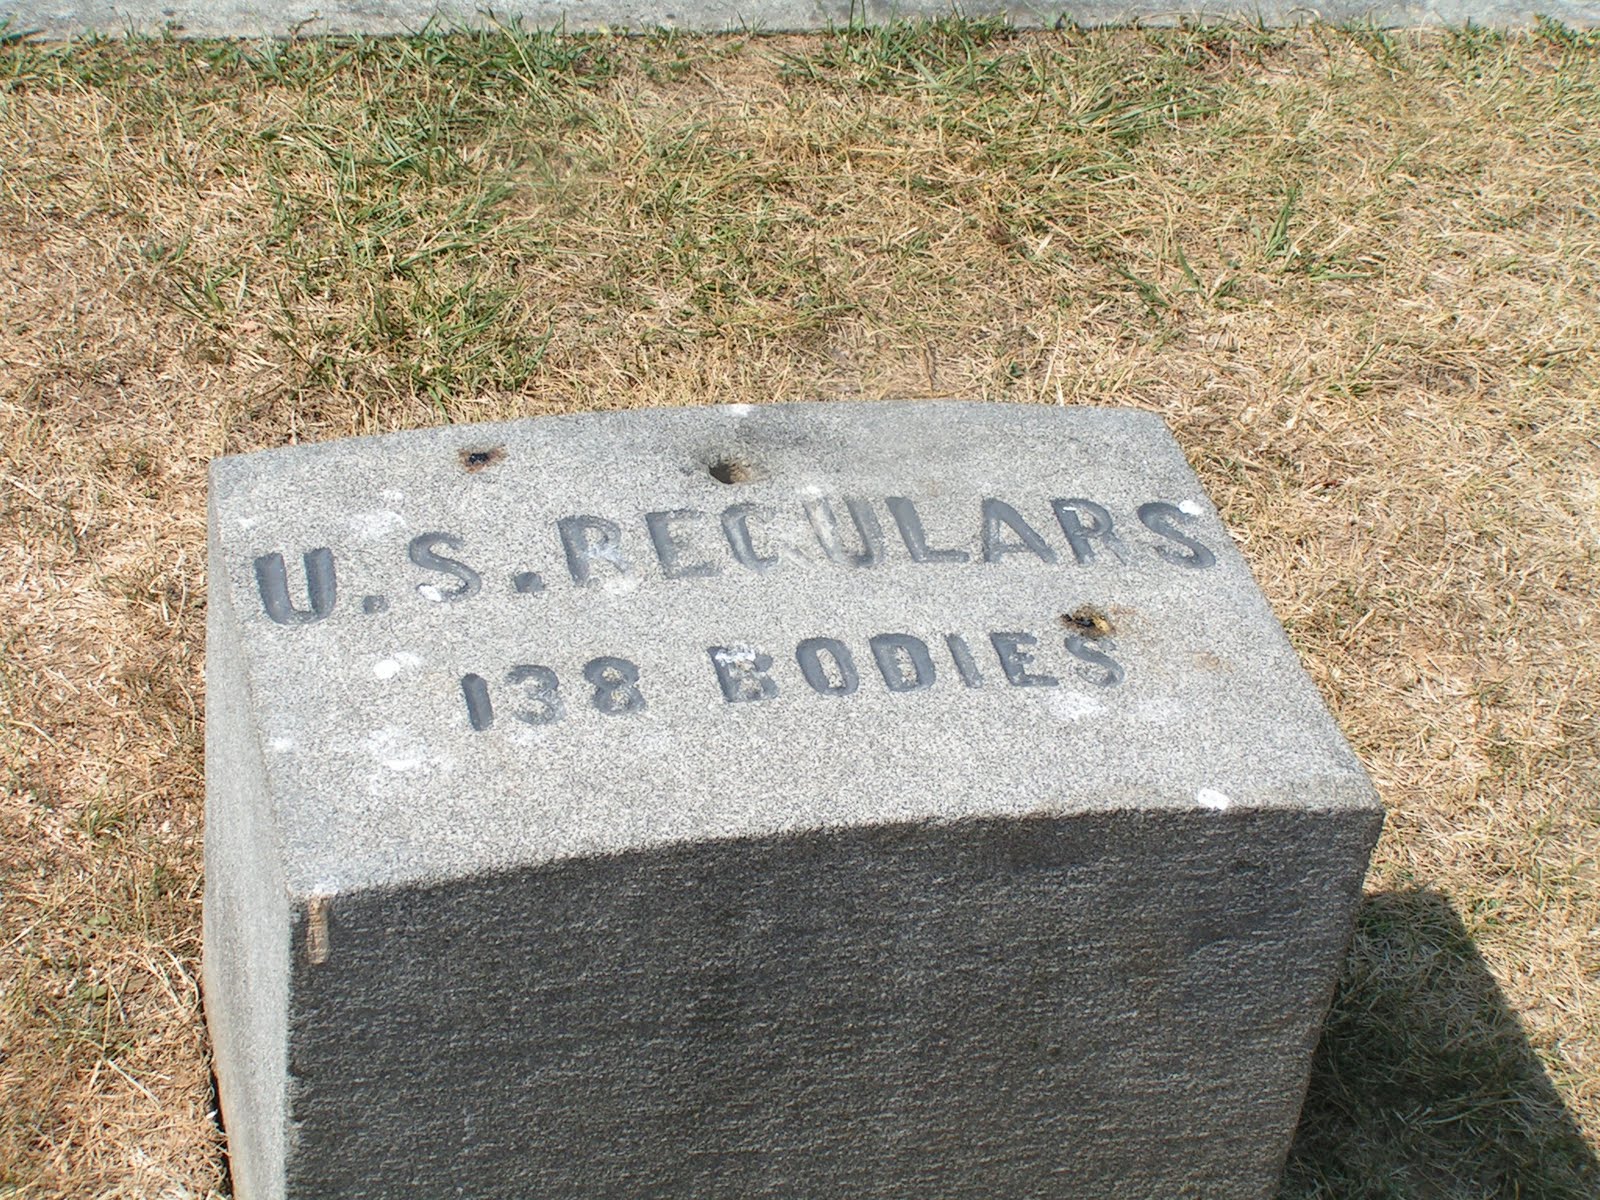 U.S. REGULARS
138 BODIES